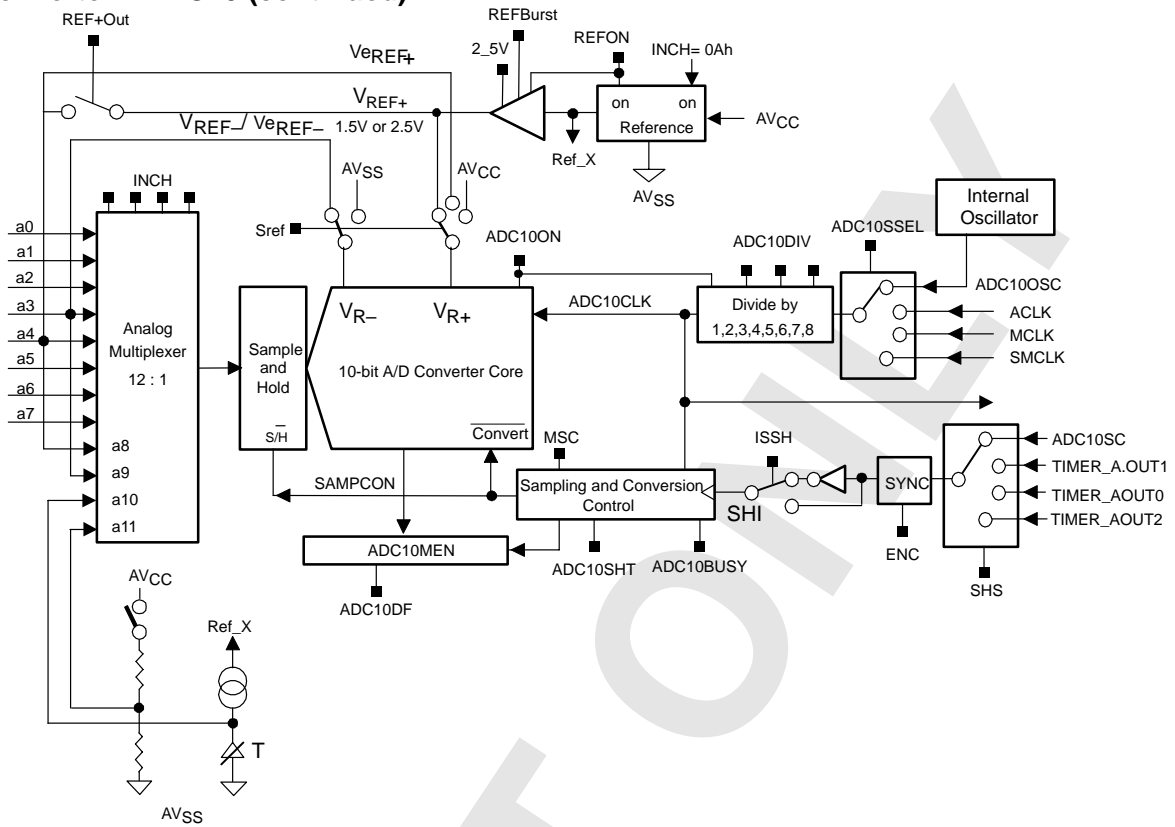 REF+Out
REFBurst
2_5V
REFON
INCH= 0Ah
VeREF+
VREF+
VREF–/ VeREF–
1.5V or 2.5V
on on
Reference
AVCC
Ref_X
AVSS
AVSS
AVCC
INCH
Sref
ADC10ON
a0
a1
a2
a3
a4
a5
a6
a7
a8
a9
a10
a11
Analog
Multiplexer
12 : 1
Sample
and
Hold
S/H
VR–
VR+
10-bit A/D Converter Core
Convert
ADC10CLK
ADC10DIV
Divide by
1,2,3,4,5,6,7,8
ADC10SSEL
Internal
Oscillator
ADC10OSC
ACLK
MCLK
SMCLK
SAMPCON
MSC
Sampling and Conversion
Control
SHI
ISSH
SYNC
ENC
ADC10SC
TIMER_A.OUT1
TIMER_AOUT0
TIMER_AOUT2
SHS
ADC10MEN
ADC10DF
ADC10SHT
ADC10BUSY
AVCC
Ref_X
T
AVSS
ONLY